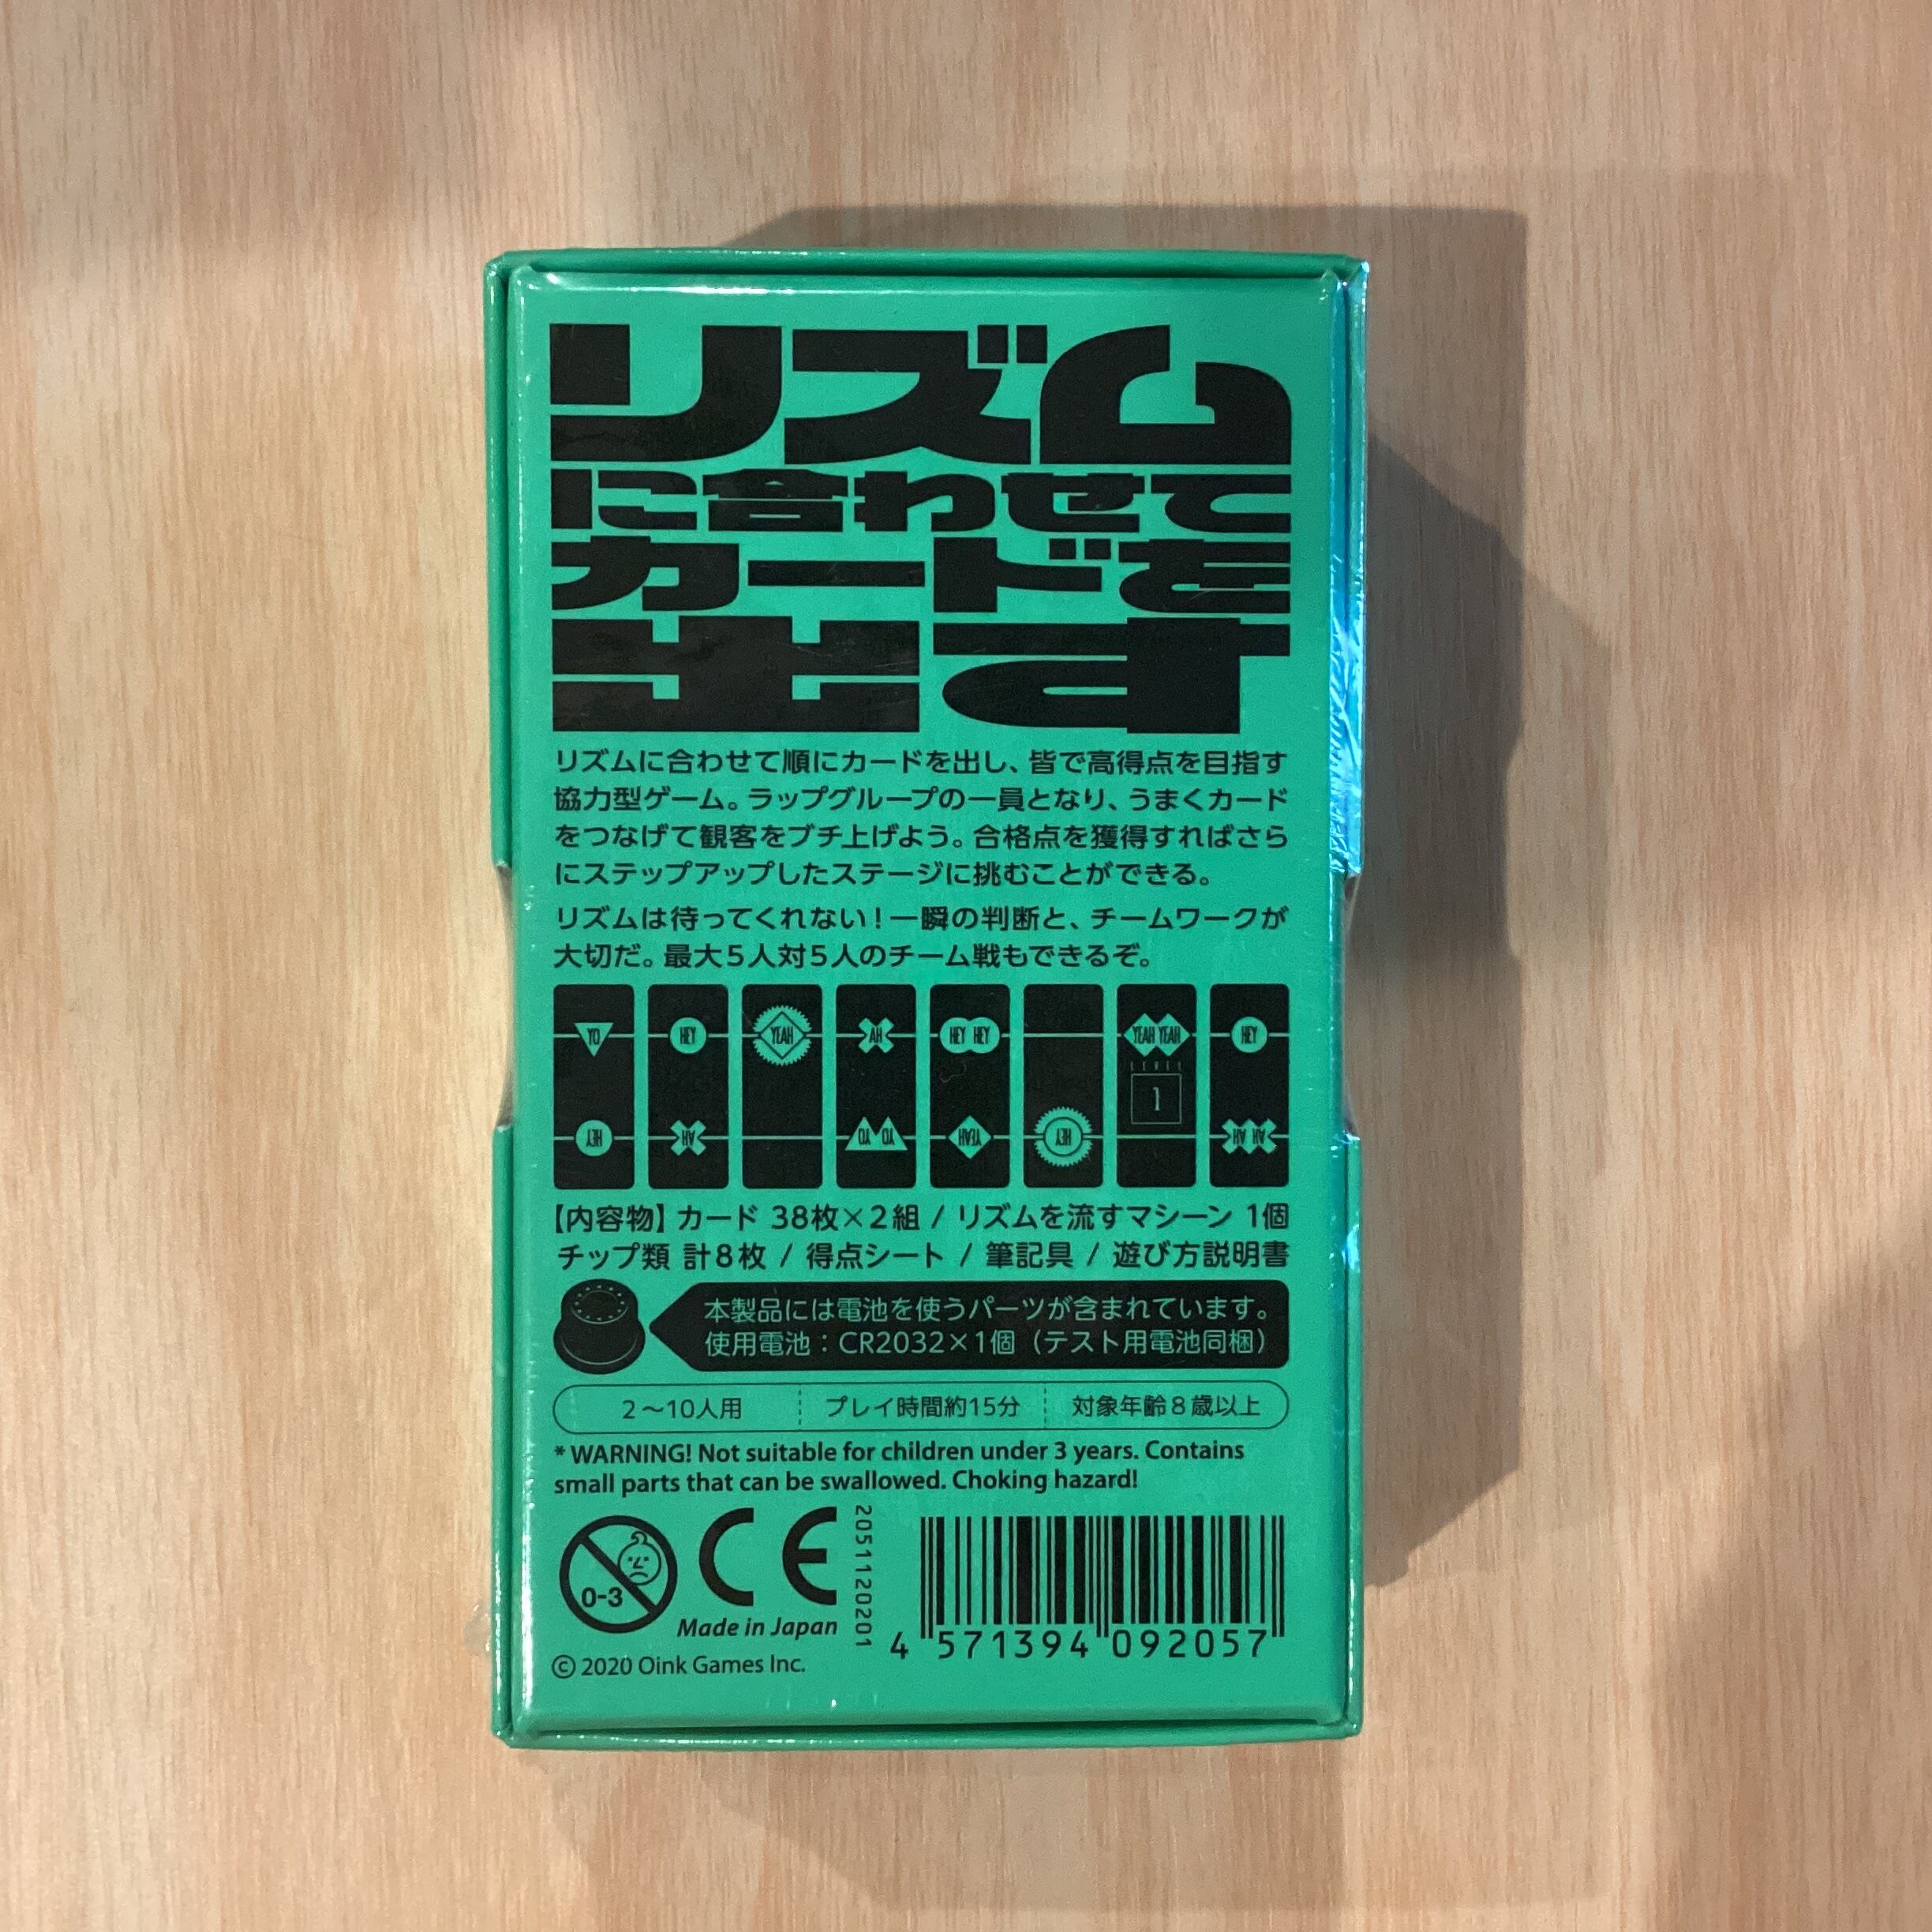 リズム
に合わせて
カードを
出す
リズムに合わせて順にカードを出し、皆で高得点を目指す
協力型ゲーム。ラップグループの一員となり、うまくカード
をつなげて観客をブチ上げよう。合格点を獲得すればさら
にステップアップしたステージに挑むことができる。
リズムは待ってくれない！一瞬の判断と、チームワークが
大切だ。最大5人対5人のチーム戦もできるぞ。
YO HEY YEAH AH HEY HEY YEAH YEAH HEY
LEVEL
1
HEY AH YO YO YEAH HEY AH AH
【内容物】カード 38枚×2組 / リズムを流すマシーン 1個
チップ類 計8枚 / 得点シート / 筆記具 / 遊び方説明書
本製品には電池を使うパーツが含まれています。
使用電池：CR2032×1個（テスト用電池同梱）
2〜10人用 プレイ時間約15分 対象年齢8歳以上
* WARNING! Not suitable for children under 3 years. Contains
small parts that can be swallowed. Choking hazard!
0-3
CE
Made in Japan
2051120201
4 571394 092057
© 2020 Oink Games Inc.